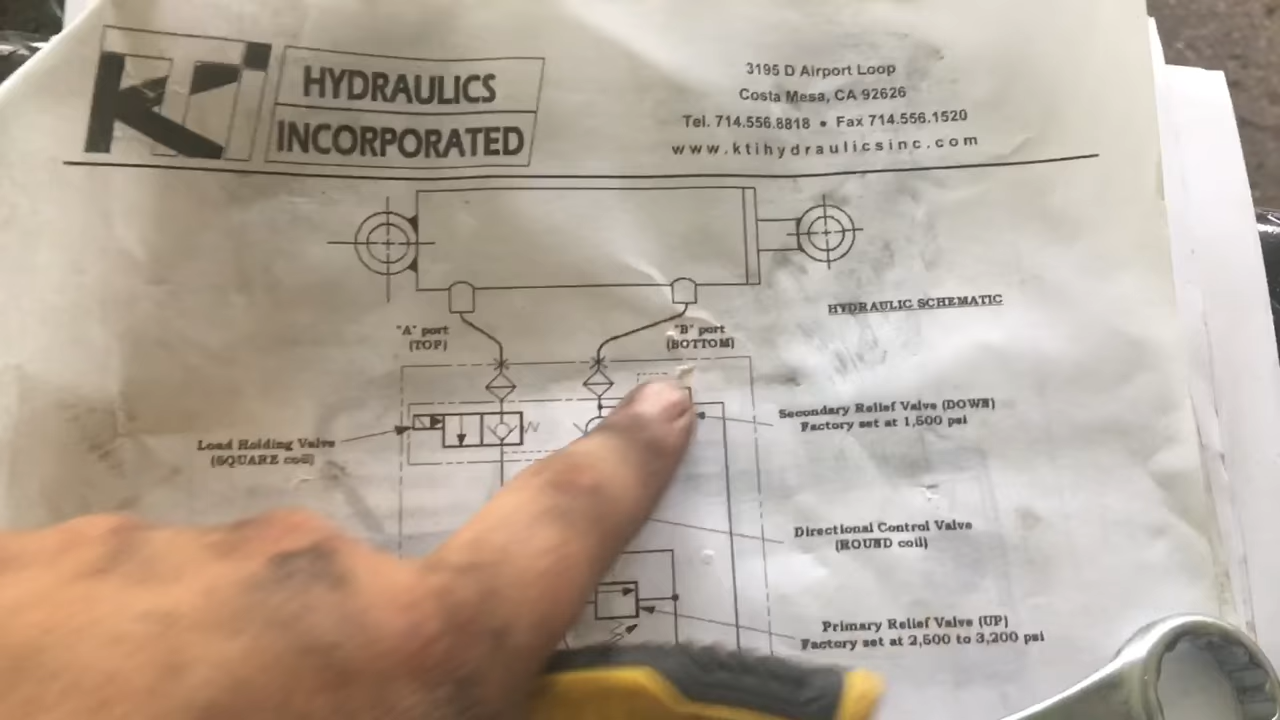 KTi
HYDRAULICS
INCORPORATED
3195 D Airport Loop
Costa Mesa, CA 92626
Tel. 714.556.8818 • Fax 714.556.1520
www.ktihydraulicsinc.com
HYDRAULIC SCHEMATIC
"A" port
(TOP)
"B" port
(BOTTOM)
Load Holding Valve
(SQUARE coil)
Secondary Relief Valve (DOWN)
Factory set at 1,500 psi
Directional Control Valve
(ROUND coil)
Primary Relief Valve (UP)
Factory set at 2,500 to 3,200 psi